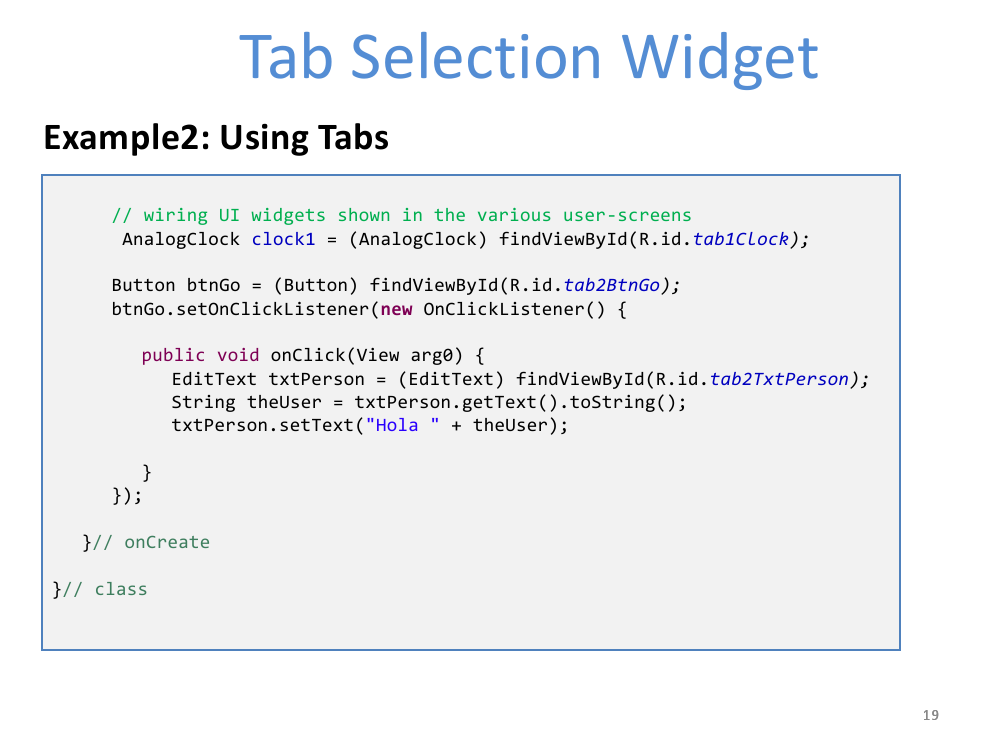 Tab Selection Widget
Example2: Using Tabs
// wiring UI widgets shown in the various user-screens
AnalogClock clock1 = (AnalogClock) findViewById(R.id.tab1Clock);
Button btnGo = (Button) findViewById(R.id.tab2BtnGo);
btnGo.setOnClickListener(new OnClickListener() {
public void onClick(View arg0) {
EditText txtPerson = (EditText) findViewById(R.id.tab2TxtPerson);
String theUser = txtPerson.getText().toString();
txtPerson.setText("Hola " + theUser);
}
});
}// onCreate
}// class
19